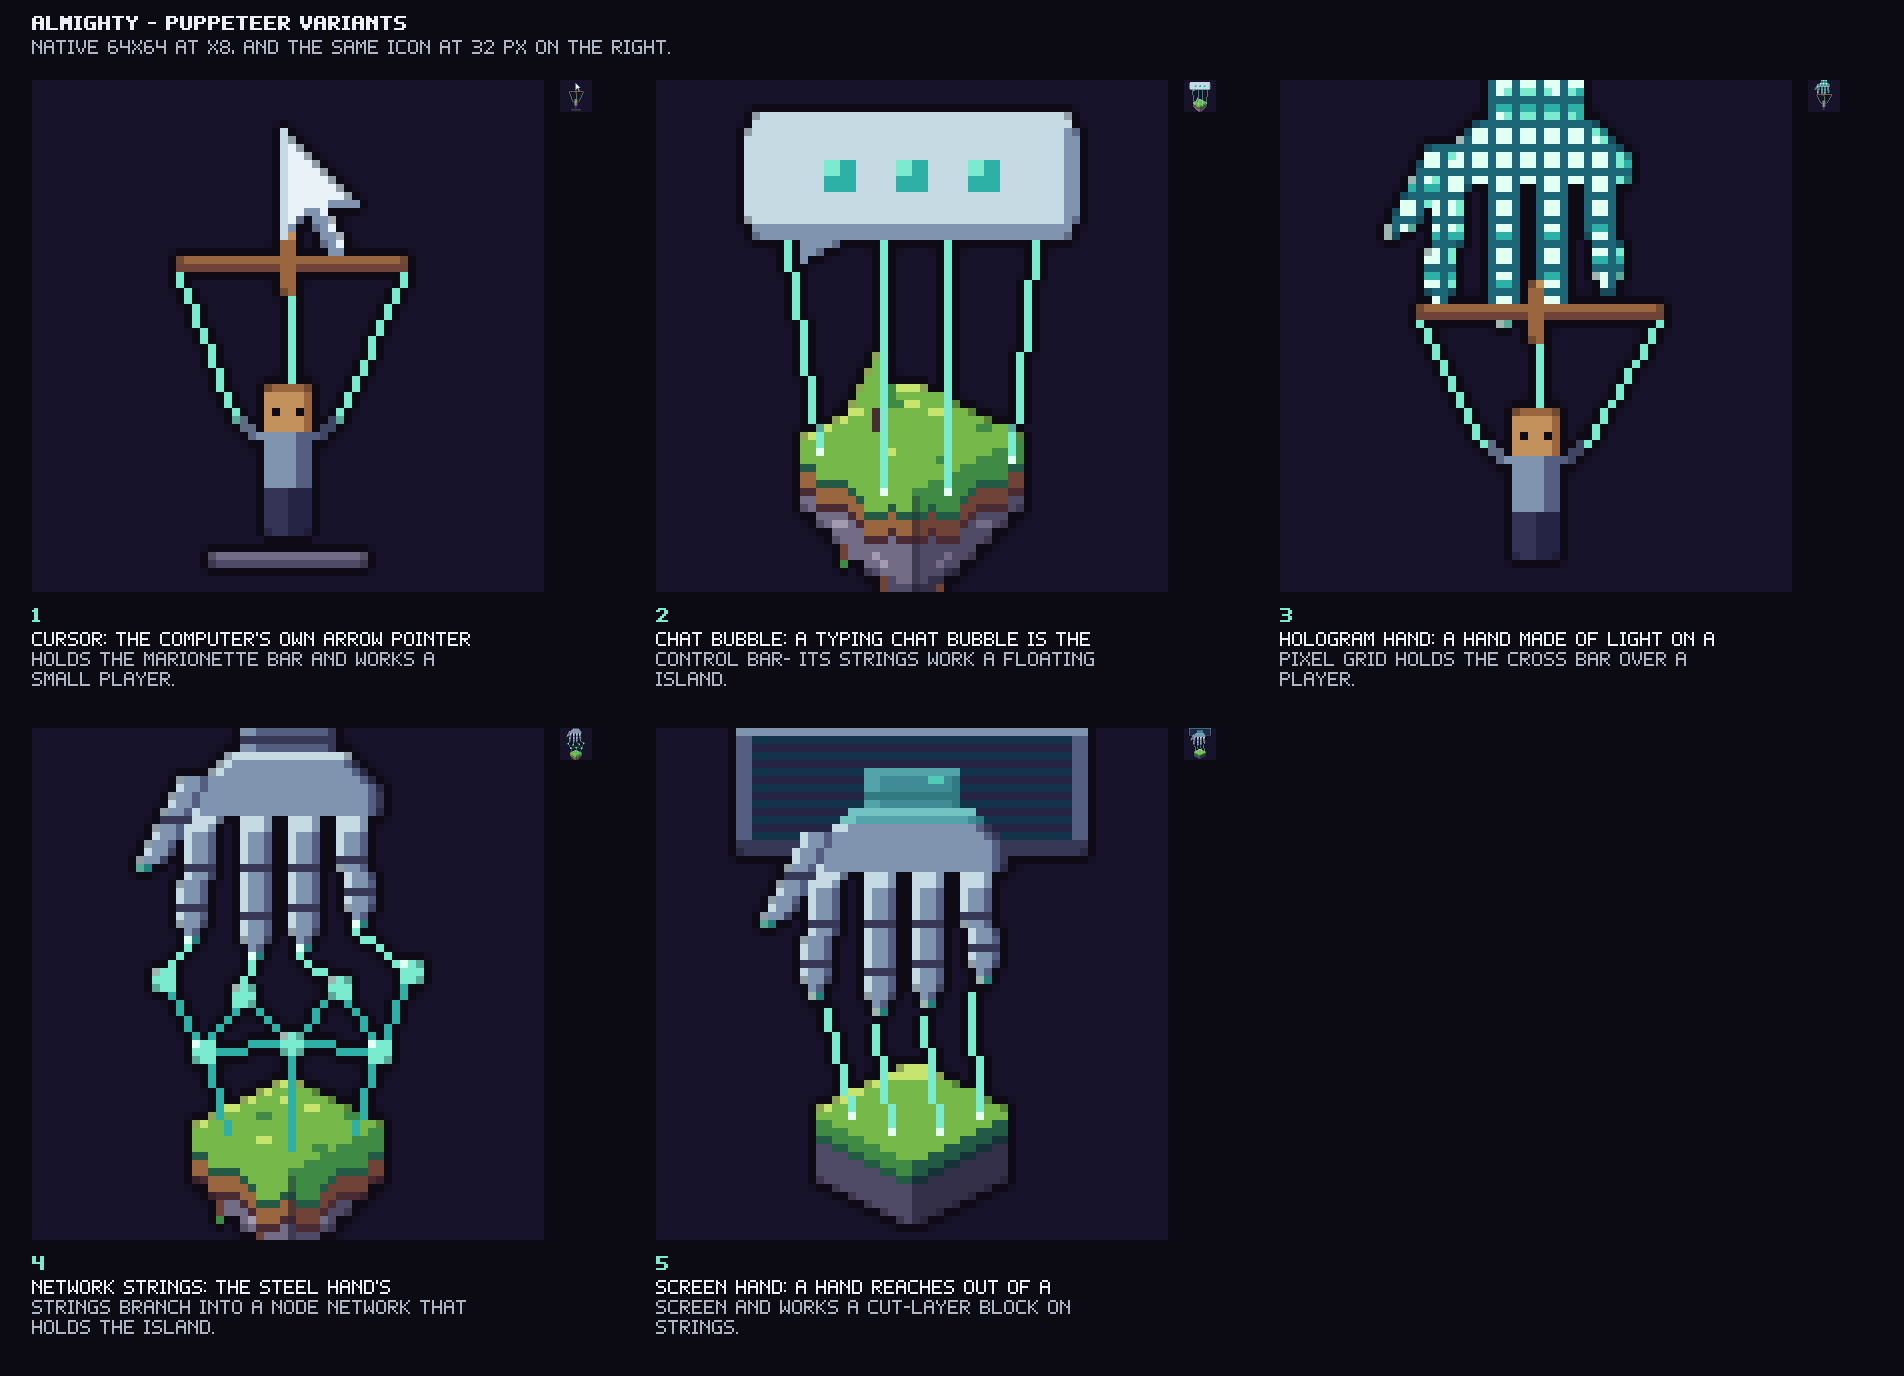 ALMIGHTY - PUPPETEER VARIANTS
NATIVE 64X64 AT X8, AND THE SAME ICON AT 32 PX ON THE RIGHT.
1
CURSOR: THE COMPUTER'S OWN ARROW POINTER
HOLDS THE MARIONETTE BAR AND WORKS A
SMALL PLAYER.
2
CHAT BUBBLE: A TYPING CHAT BUBBLE IS THE
CONTROL BAR- ITS STRINGS WORK A FLOATING
ISLAND.
3
HOLOGRAM HAND: A HAND MADE OF LIGHT ON A
PIXEL GRID HOLDS THE CROSS BAR OVER A
PLAYER.
4
NETWORK STRINGS: THE STEEL HAND'S
STRINGS BRANCH INTO A NODE NETWORK THAT
HOLDS THE ISLAND.
5
SCREEN HAND: A HAND REACHES OUT OF A
SCREEN AND WORKS A CUT-LAYER BLOCK ON
STRINGS.